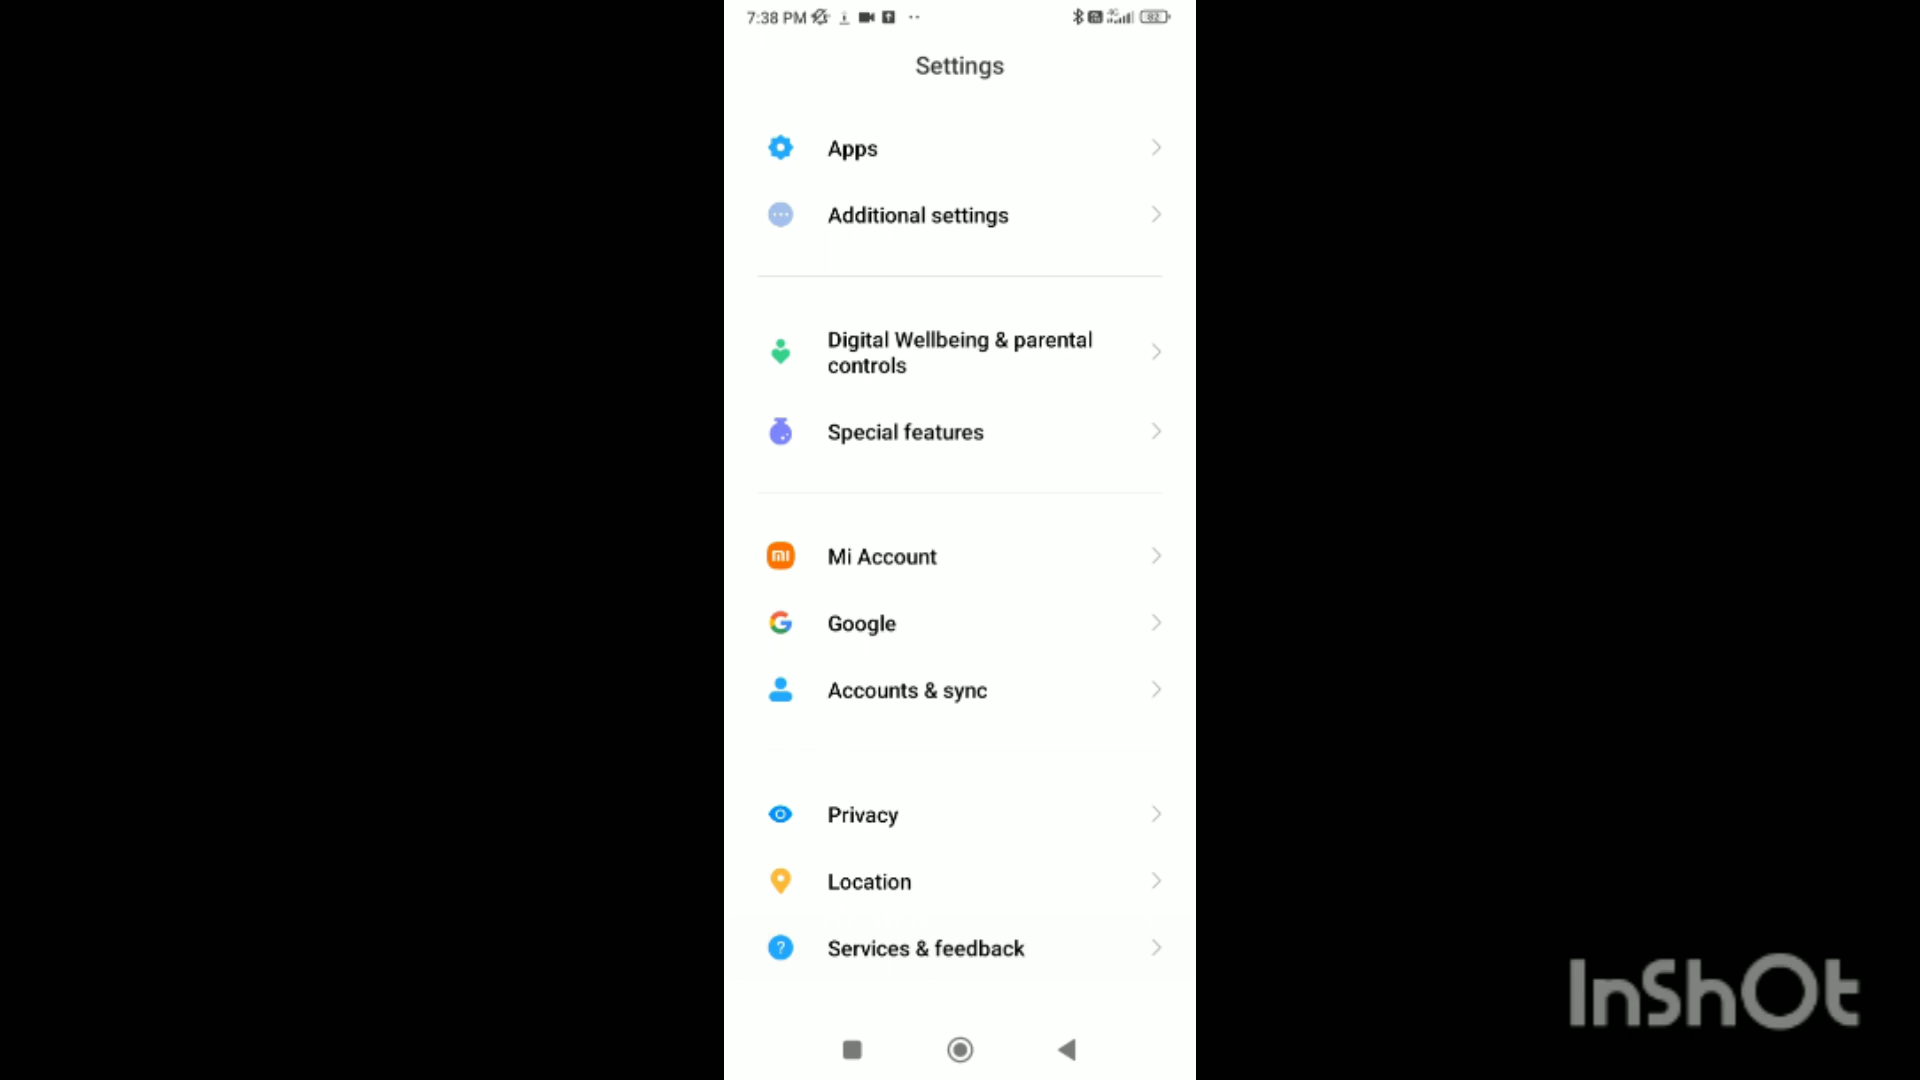 7:38 PM
82
Settings
Apps
Additional settings
Digital Wellbeing & parental
controls
Special features
Mi Account
Google
Accounts & sync
Privacy
Location
Services & feedback
InShOt